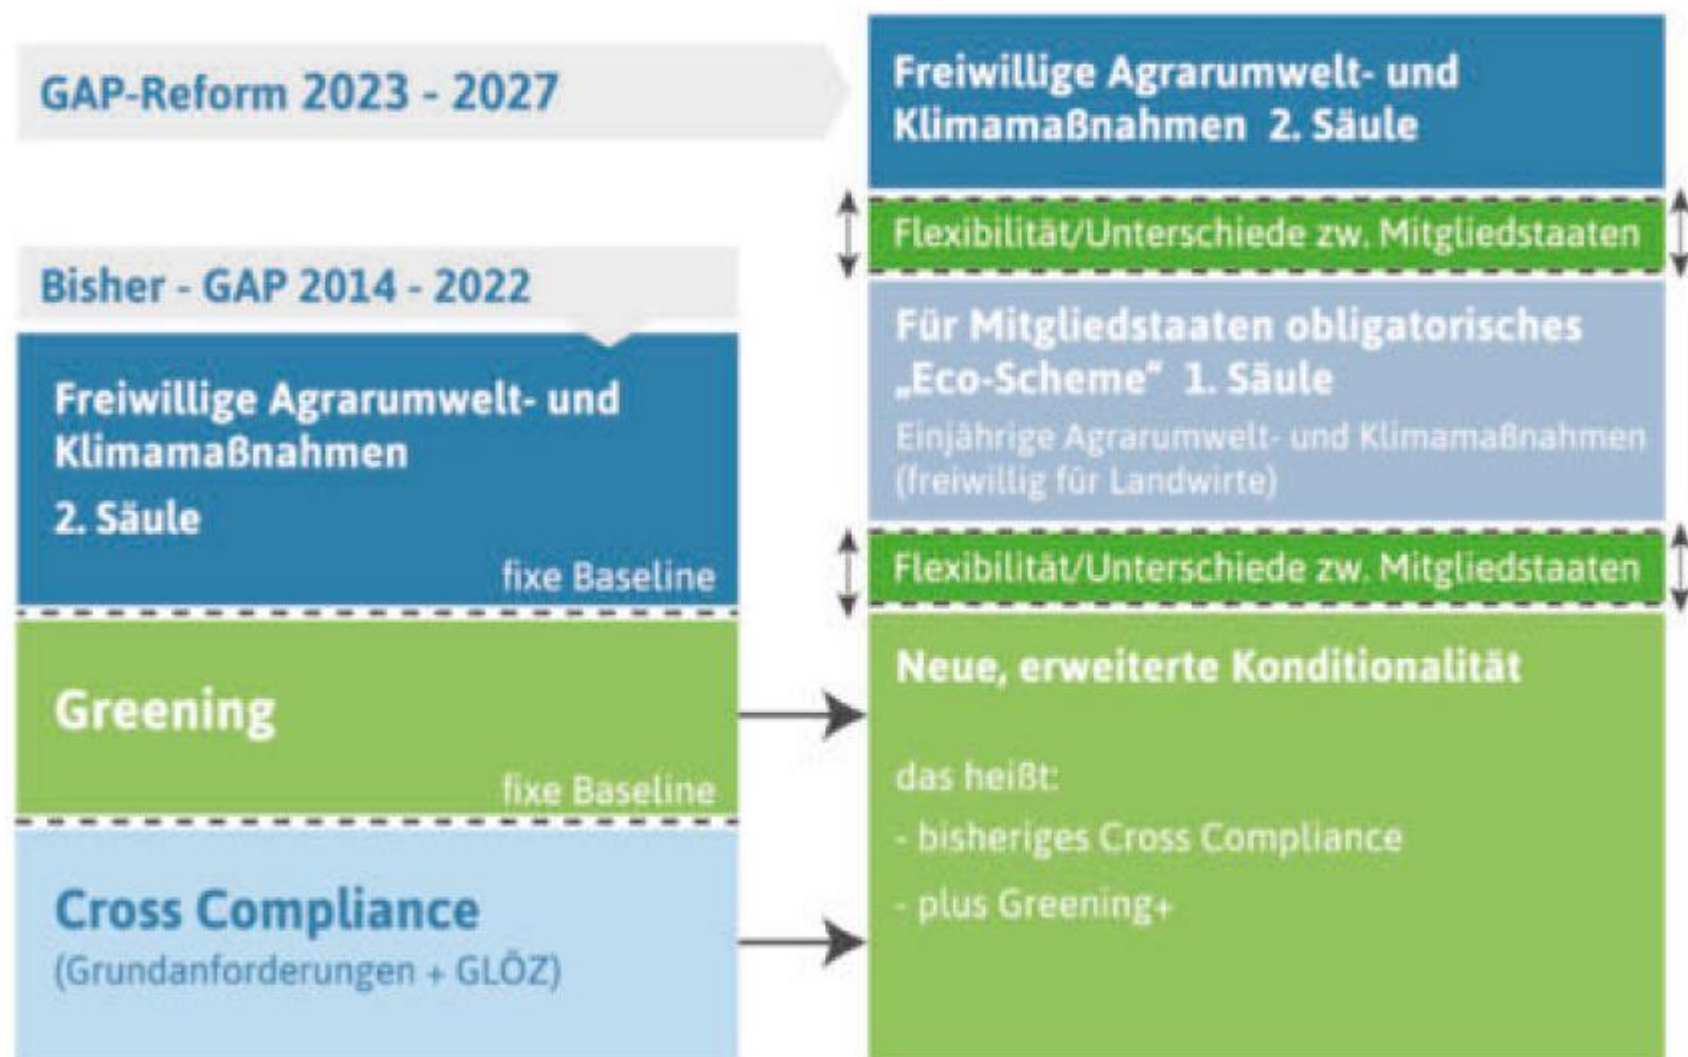 GAP-Reform 2023 - 2027
Bisher - GAP 2014 - 2022
Freiwillige Agrarumwelt- und
Klimamaßnahmen
2. Säule
fixe Baseline
Greening
fixe Baseline
Cross Compliance
(Grundanforderungen + GLÖZ)
Freiwillige Agrarumwelt- und
Klimamaßnahmen 2. Säule
Flexibilität/Unterschiede zw. Mitgliedstaaten
Für Mitgliedstaaten obligatorisches
„Eco-Scheme“ 1. Säule
Einjährige Agrarumwelt- und Klimamaßnahmen
(freiwillig für Landwirte)
Flexibilität/Unterschiede zw. Mitgliedstaaten
Neue, erweiterte Konditionalität
das heißt:
- bisheriges Cross Compliance
- plus Greening+